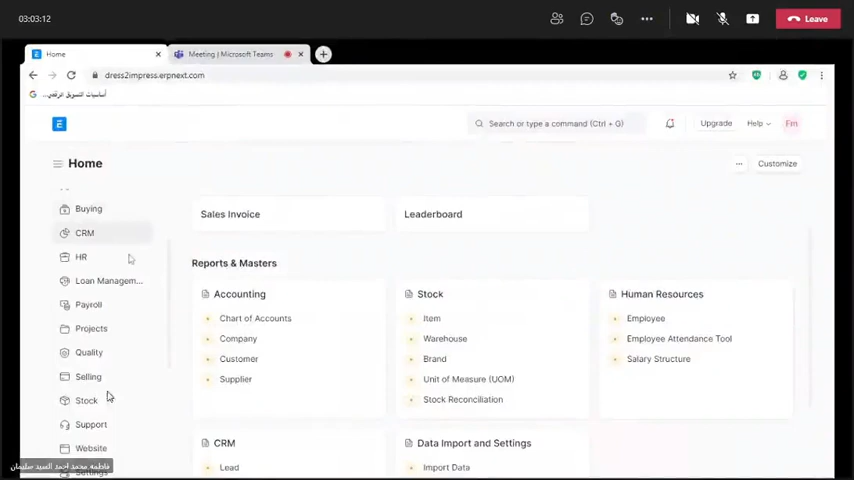 03:03:12
Leave
Home
Meeting | Microsoft Teams
dress2impress.erpnext.com
أساسيات التسويق الرقمي...
Search or type a command (Ctrl + G)
Upgrade
Help
Fm
Home
Customize
Buying
CRM
HR
Loan Managem...
Payroll
Projects
Quality
Selling
Stock
Support
Website
Settings
Sales Invoice
Leaderboard
Reports & Masters
Accounting
Chart of Accounts
Company
Customer
Supplier
Stock
Item
Warehouse
Brand
Unit of Measure (UOM)
Stock Reconciliation
Human Resources
Employee
Employee Attendance Tool
Salary Structure
CRM
Lead
Data Import and Settings
Import Data
فاطمه محمد احمد السيد سليمان